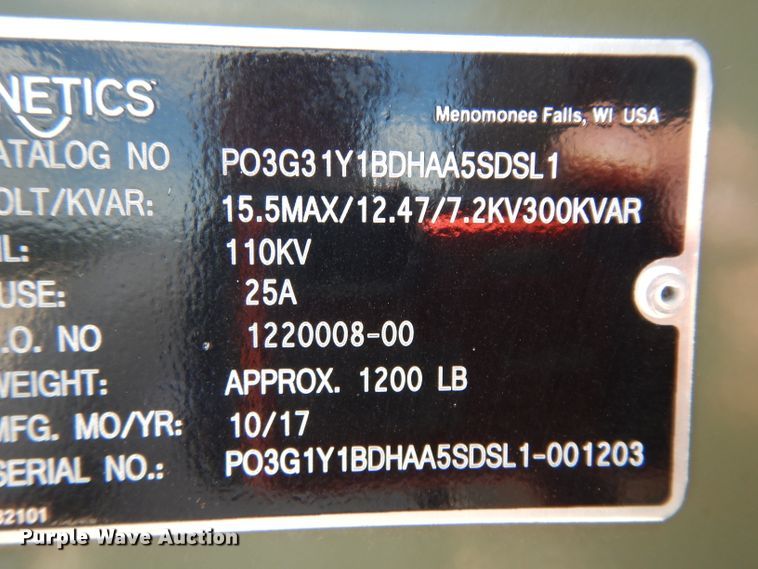 NETICS
Menomonee Falls, WI USA
ATALOG NO PO3G31Y1BDHAA5SDSL1
OLT/KVAR: 15.5MAX/12.47/7.2KV300KVAR
IL: 110KV
USE: 25A
.O. NO 1220008-00
WEIGHT: APPROX. 1200 LB
MFG. MO/YR: 10/17
SERIAL NO.: PO3G1Y1BDHAA5SDSL1-001203
32101
Purple Wave Auction